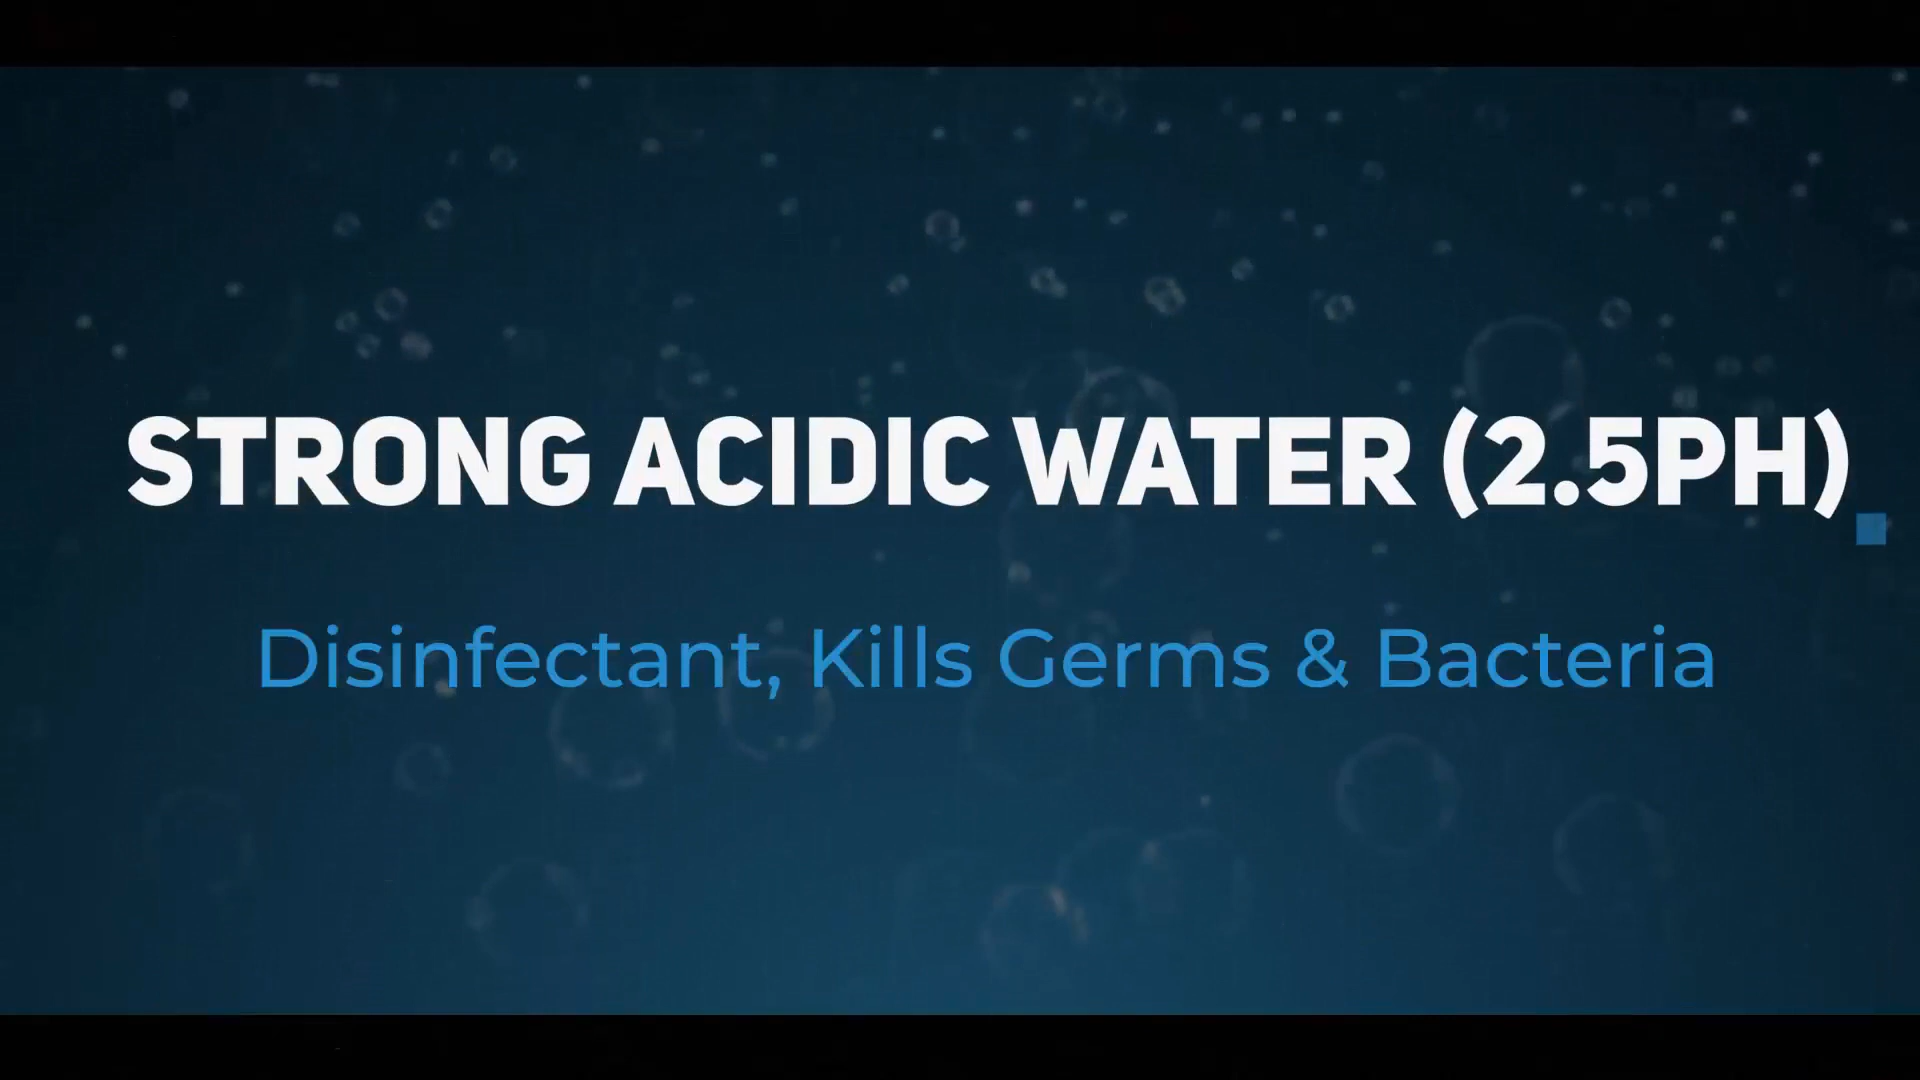 STRONG ACIDIC WATER (2.5PH)
Disinfectant, Kills Germs & Bacteria